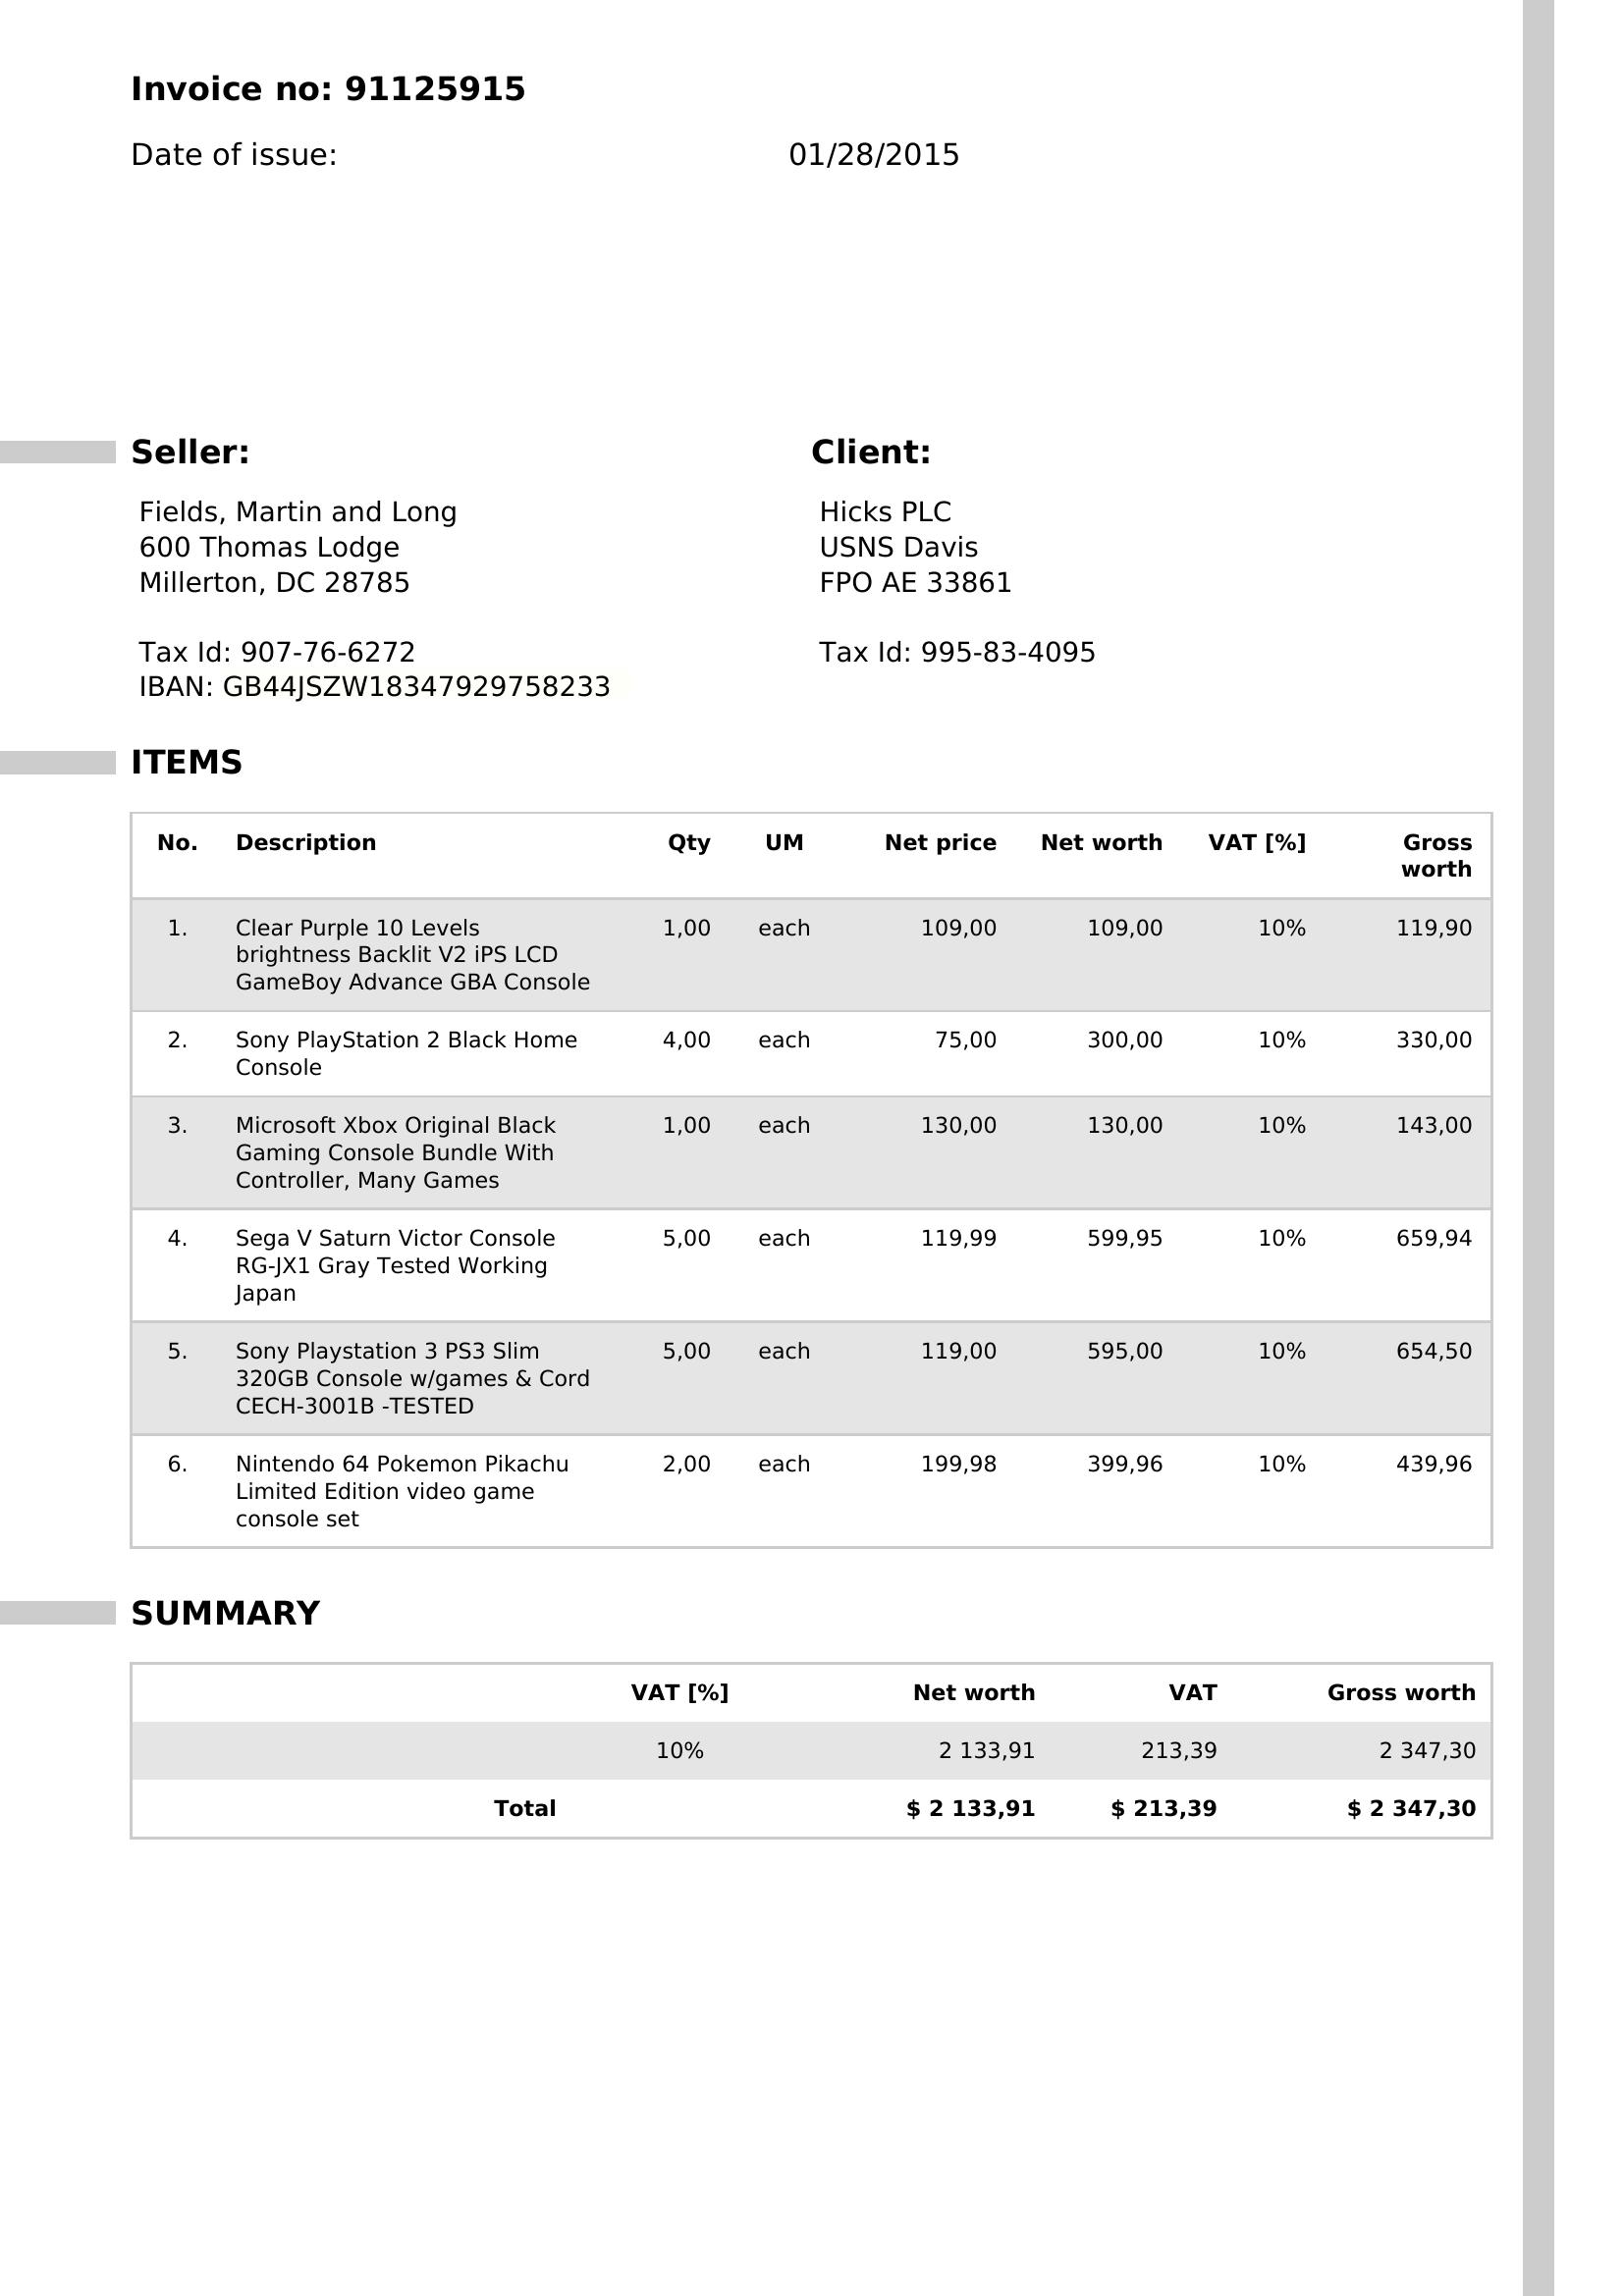 Invoice no: 91125915
Date of issue: 01/28/2015
Seller: Client:
Fields, Martin and Long Hicks PLC
600 Thomas Lodge USNS Davis
Millerton, DC 28785 FPO AE 33861
Tax Id: 907-76-6272 Tax Id: 995-83-4095
IBAN: GB44JSZW18347929758233
ITEMS
No. Description Qty UM Net price Net worth VAT [%] Gross
worth
1. Clear Purple 10 Levels 1,00 each 109,00 109,00 10% 119,90
brightness Backlit V2 iPS LCD
GameBoy Advance GBA Console
2. Sony PlayStation 2 Black Home 4,00 each 75,00 300,00 10% 330,00
Console
3. Microsoft Xbox Original Black 1,00 each 130,00 130,00 10% 143,00
Gaming Console Bundle With
Controller, Many Games
4. Sega V Saturn Victor Console 5,00 each 119,99 599,95 10% 659,94
RG-JX1 Gray Tested Working
Japan
5. Sony Playstation 3 PS3 Slim 5,00 each 119,00 595,00 10% 654,50
320GB Console w/games & Cord
CECH-3001B -TESTED
6. Nintendo 64 Pokemon Pikachu 2,00 each 199,98 399,96 10% 439,96
Limited Edition video game
console set
SUMMARY
VAT [%] Net worth VAT Gross worth
10% 2 133,91 213,39 2 347,30
Total $ 2 133,91 $ 213,39 $ 2 347,30